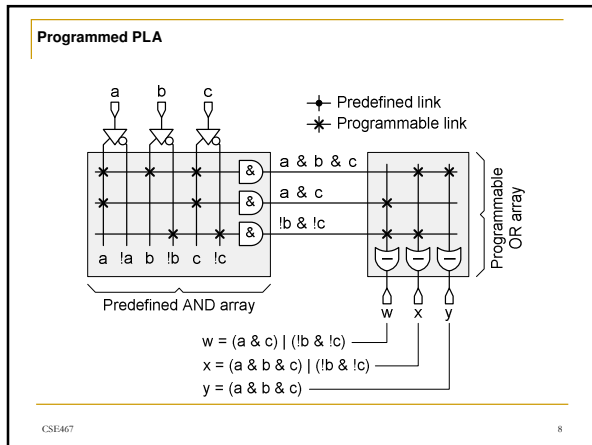 Programmed PLA
a b c
Predefined link
Programmable link
& a & b & c
& a & c
& !b & !c
a !a b !b c !c
Programmable
OR array
Predefined AND array
w x y
w = (a & c) | (!b & !c)
x = (a & b & c) | (!b & !c)
y = (a & b & c)
CSE467 8